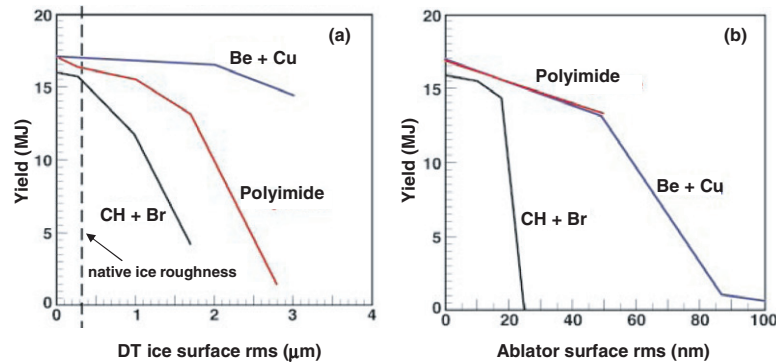 20
15
10
5
0
0
1
2
3
4
Yield (MJ)
(a)
Be + Cu
Polyimide
CH + Br
native ice roughness
DT ice surface rms (μm)
20
15
10
5
0
0
20
40
60
80
100
Yield (MJ)
(b)
Polyimide
Be + Cu
CH + Br
Ablator surface rms (nm)